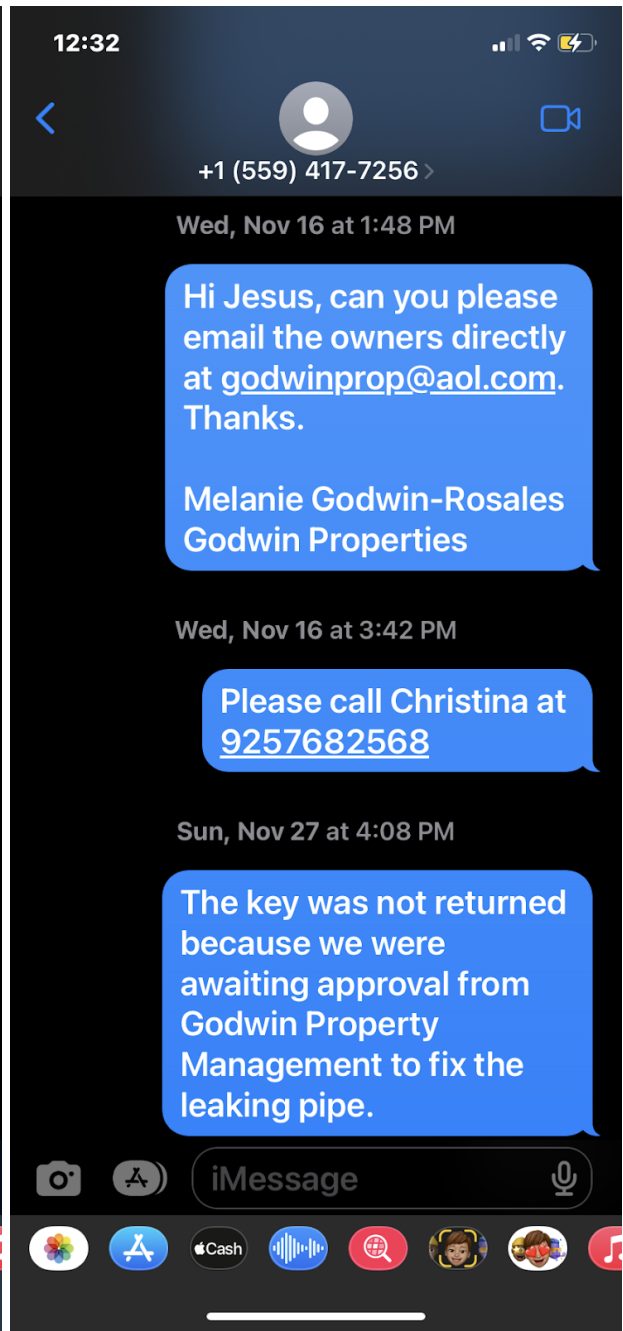 12:32
+1 (559) 417-7256
Wed, Nov 16 at 1:48 PM
Hi Jesus, can you please
email the owners directly
at godwinprop@aol.com.
Thanks.
Melanie Godwin-Rosales
Godwin Properties
Wed, Nov 16 at 3:42 PM
Please call Christina at
9257682568
Sun, Nov 27 at 4:08 PM
The key was not returned
because we were
awaiting approval from
Godwin Property
Management to fix the
leaking pipe.
iMessage
Cash